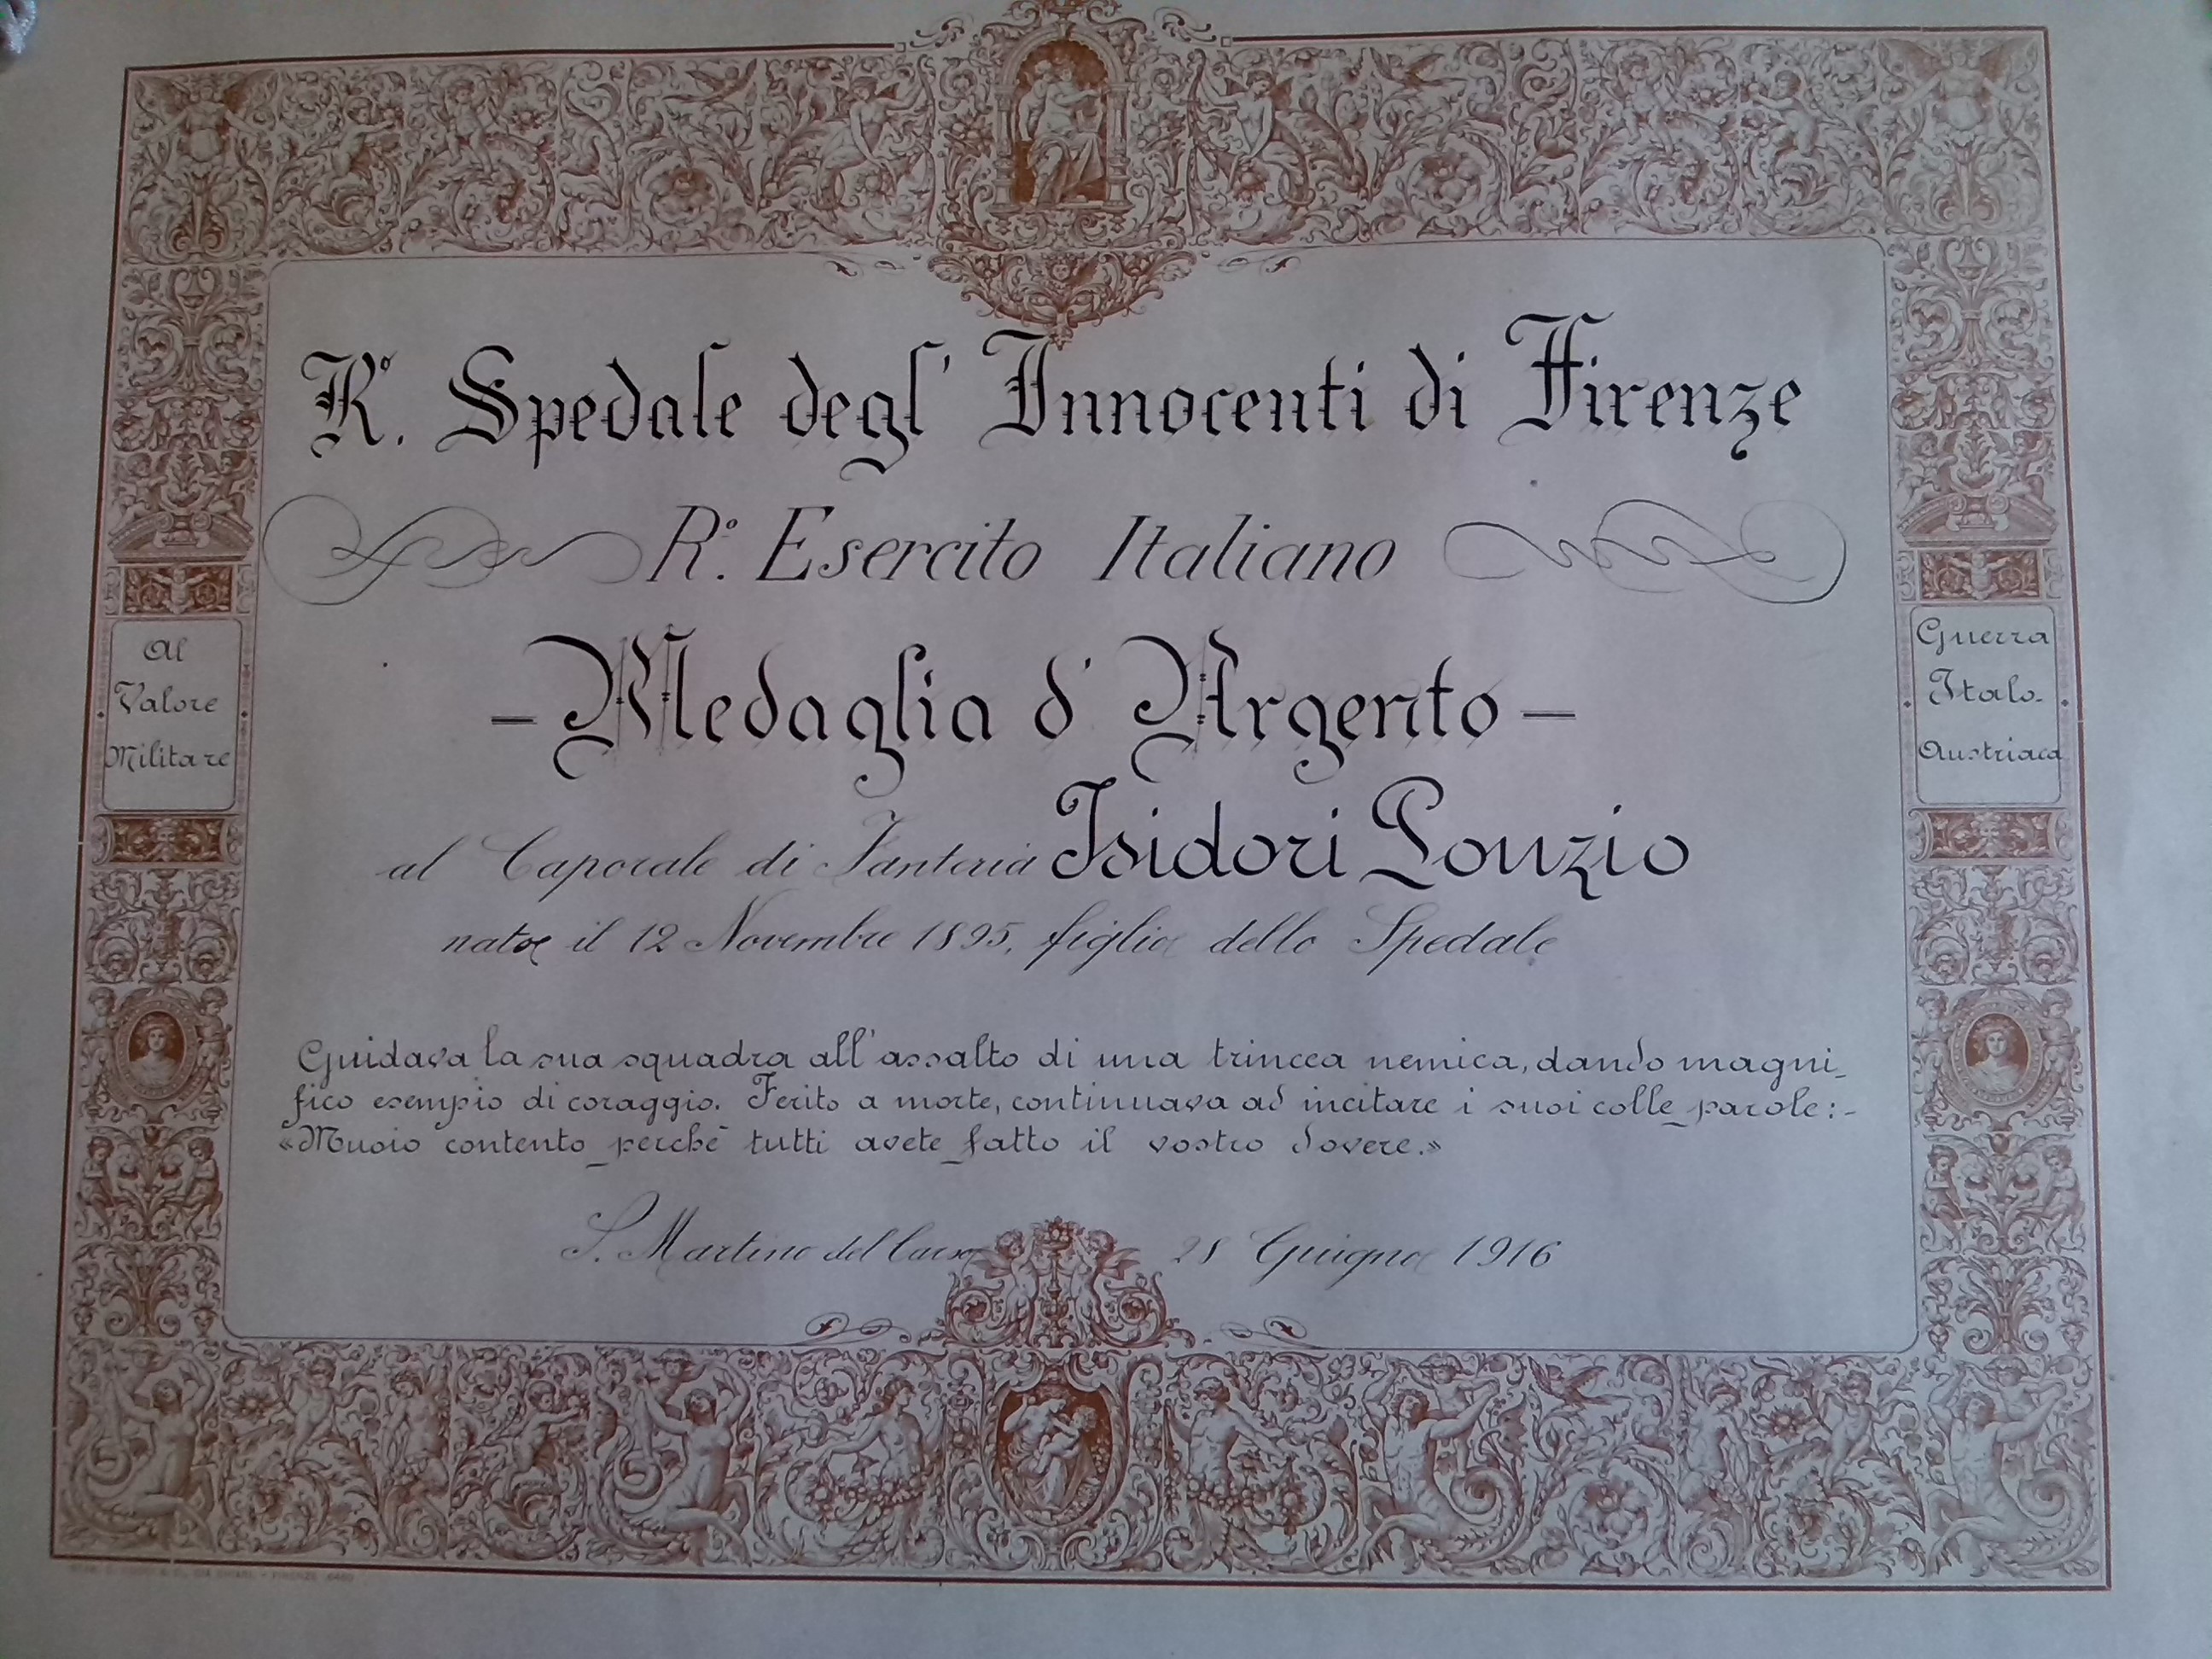 R.º Spedale degl' Innocenti di Firenze
R.º Esercito Italiano
- Medaglia d' Argento -
al Caporale di Fanteria Isidori Ponzio
nato il 12 Novembre 1895, figlio dello Spedale
Al
Valore
Militare
Guerra
Italo-
Austriaca
Guidava la sua squadra all' assalto di una trincea nemica, dando magni-
fico esempio di coraggio. Ferito a morte, continuava ad incitare i suoi colle parole:-
«Muoio contento perchè tutti avete fatto il vostro dovere.»
S. Martino del Carso 28 Giugno 1916